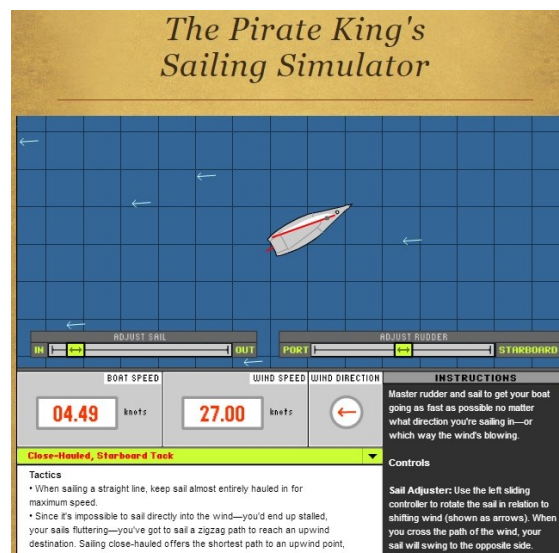 The Pirate King's
Sailing Simulator
ADJUST SAIL
IN
OUT
ADJUST RUDDER
PORT
STARBOARD
BOAT SPEED
04.49 knots
WIND SPEED
27.00 knots
WIND DIRECTION
Close-Hauled, Starboard Tack
Tactics
• When sailing a straight line, keep sail almost entirely hauled in for
maximum speed.
• Since it's impossible to sail directly into the wind—you'd end up stalled,
your sails fluttering—you've got to sail a zigzag path to reach an upwind
destination. Sailing close-hauled offers the shortest path to an upwind point,
INSTRUCTIONS
Master rudder and sail to get your boat
going as fast as possible no matter
what direction you're sailing in—or
which way the wind's blowing.
Controls
Sail Adjuster: Use the left sliding
controller to rotate the sail in relation to
shifting wind (shown as arrows). When
you cross the path of the wind, your
sail will swing to the opposite side.